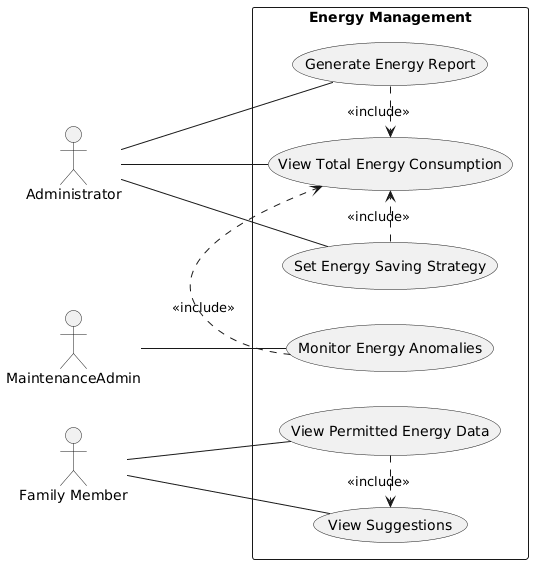 Energy Management
Generate Energy Report
«include»
View Total Energy Consumption
Administrator
«include»
Set Energy Saving Strategy
«include»
Monitor Energy Anomalies
MaintenanceAdmin
View Permitted Energy Data
«include»
Family Member
View Suggestions